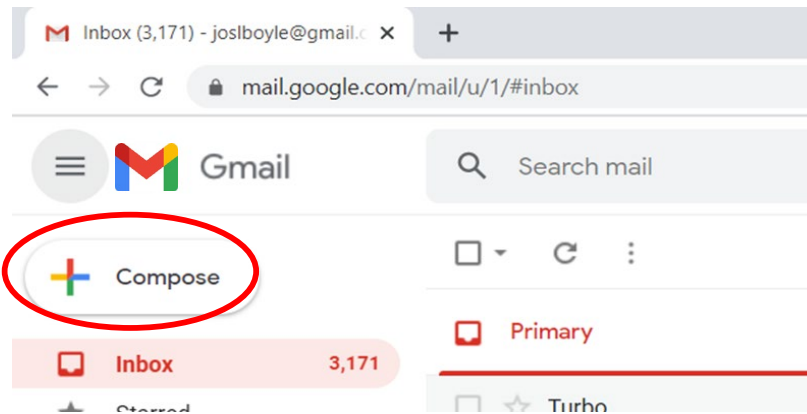 Inbox (3,171) - joslboyle@gmail.c
mail.google.com/mail/u/1/#inbox
Gmail
Search mail
Compose
Primary
Inbox 3,171
Starred
Turbo